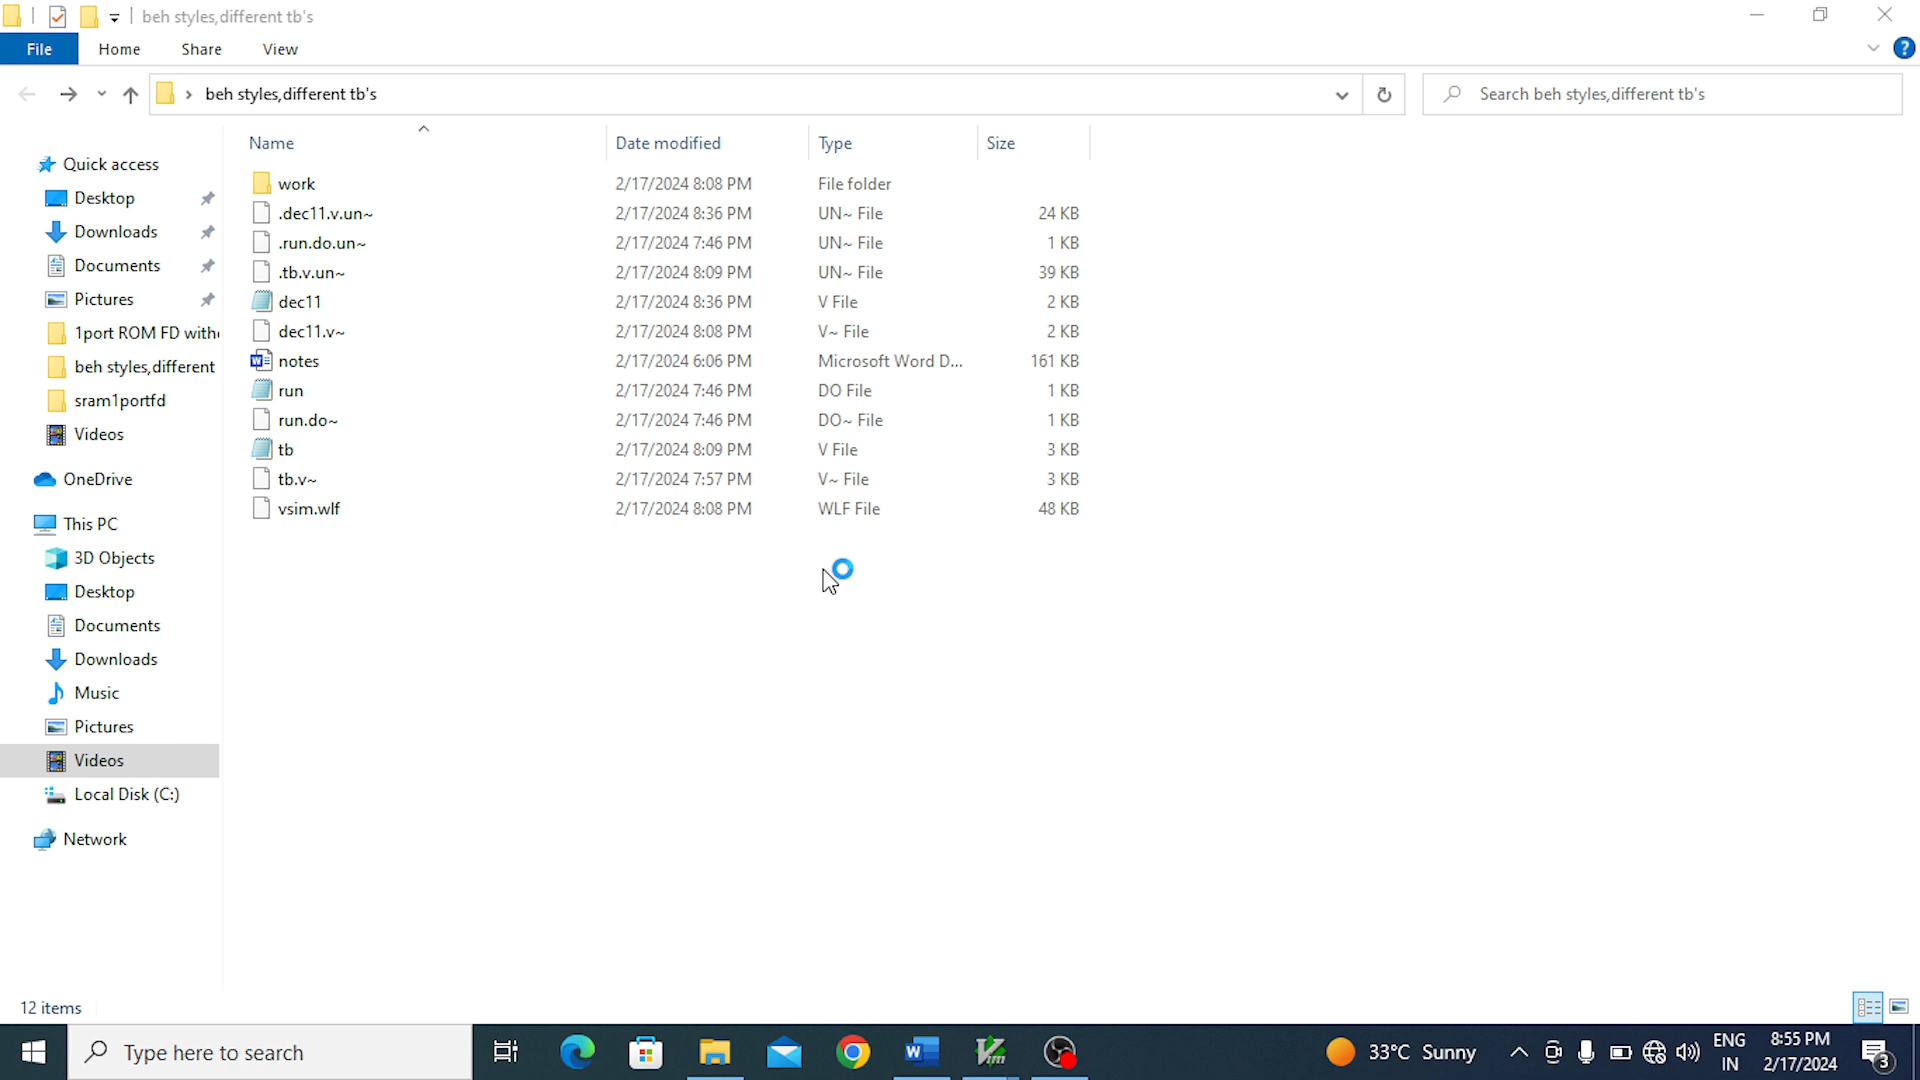 beh styles,different tb's
File Home Share View
beh styles,different tb's
Search beh styles,different tb's
Name Date modified Type Size
Quick access
Desktop
Downloads
Documents
Pictures
1port ROM FD with
beh styles,different
sram1portfd
Videos
OneDrive
This PC
3D Objects
Desktop
Documents
Downloads
Music
Pictures
Videos
Local Disk (C:)
Network
work 2/17/2024 8:08 PM File folder
.dec11.v.un~ 2/17/2024 8:36 PM UN~ File 24 KB
.run.do.un~ 2/17/2024 7:46 PM UN~ File 1 KB
.tb.v.un~ 2/17/2024 8:09 PM UN~ File 39 KB
dec11 2/17/2024 8:36 PM V File 2 KB
dec11.v~ 2/17/2024 8:08 PM V~ File 2 KB
notes 2/17/2024 6:06 PM Microsoft Word D... 161 KB
run 2/17/2024 7:46 PM DO File 1 KB
run.do~ 2/17/2024 7:46 PM DO~ File 1 KB
tb 2/17/2024 8:09 PM V File 3 KB
tb.v~ 2/17/2024 7:57 PM V~ File 3 KB
vsim.wlf 2/17/2024 8:08 PM WLF File 48 KB
12 items
Type here to search
33°C Sunny
ENG
IN
8:55 PM
2/17/2024
3